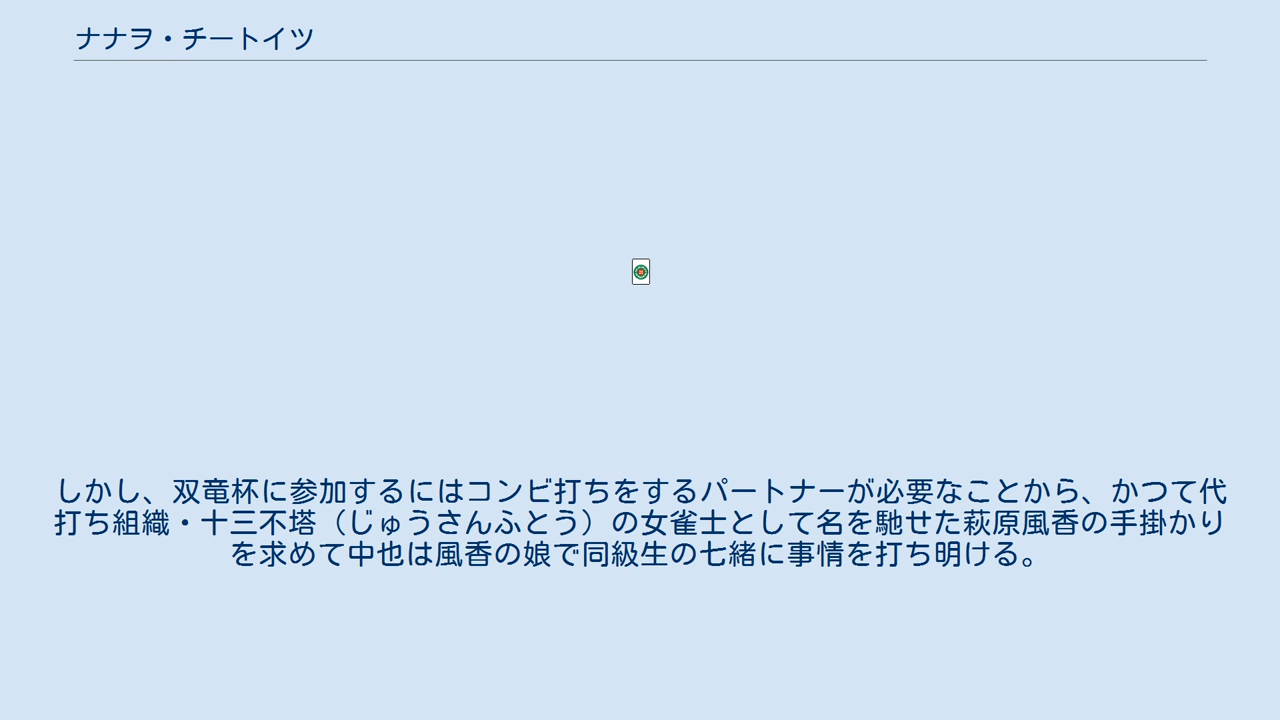 ナナヲ・チートイツ
しかし、双竜杯に参加するにはコンビ打ちをするパートナーが必要なことから、かつて代
打ち組織・十三不塔（じゅうさんふとう）の女雀士として名を馳せた萩原風香の手掛かり
を求めて中也は風香の娘で同級生の七緒に事情を打ち明ける。